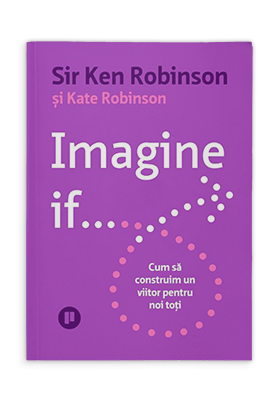 Sir Ken Robinson
și Kate Robinson
Imagine
if...
Cum să
construim un
viitor pentru
noi toți